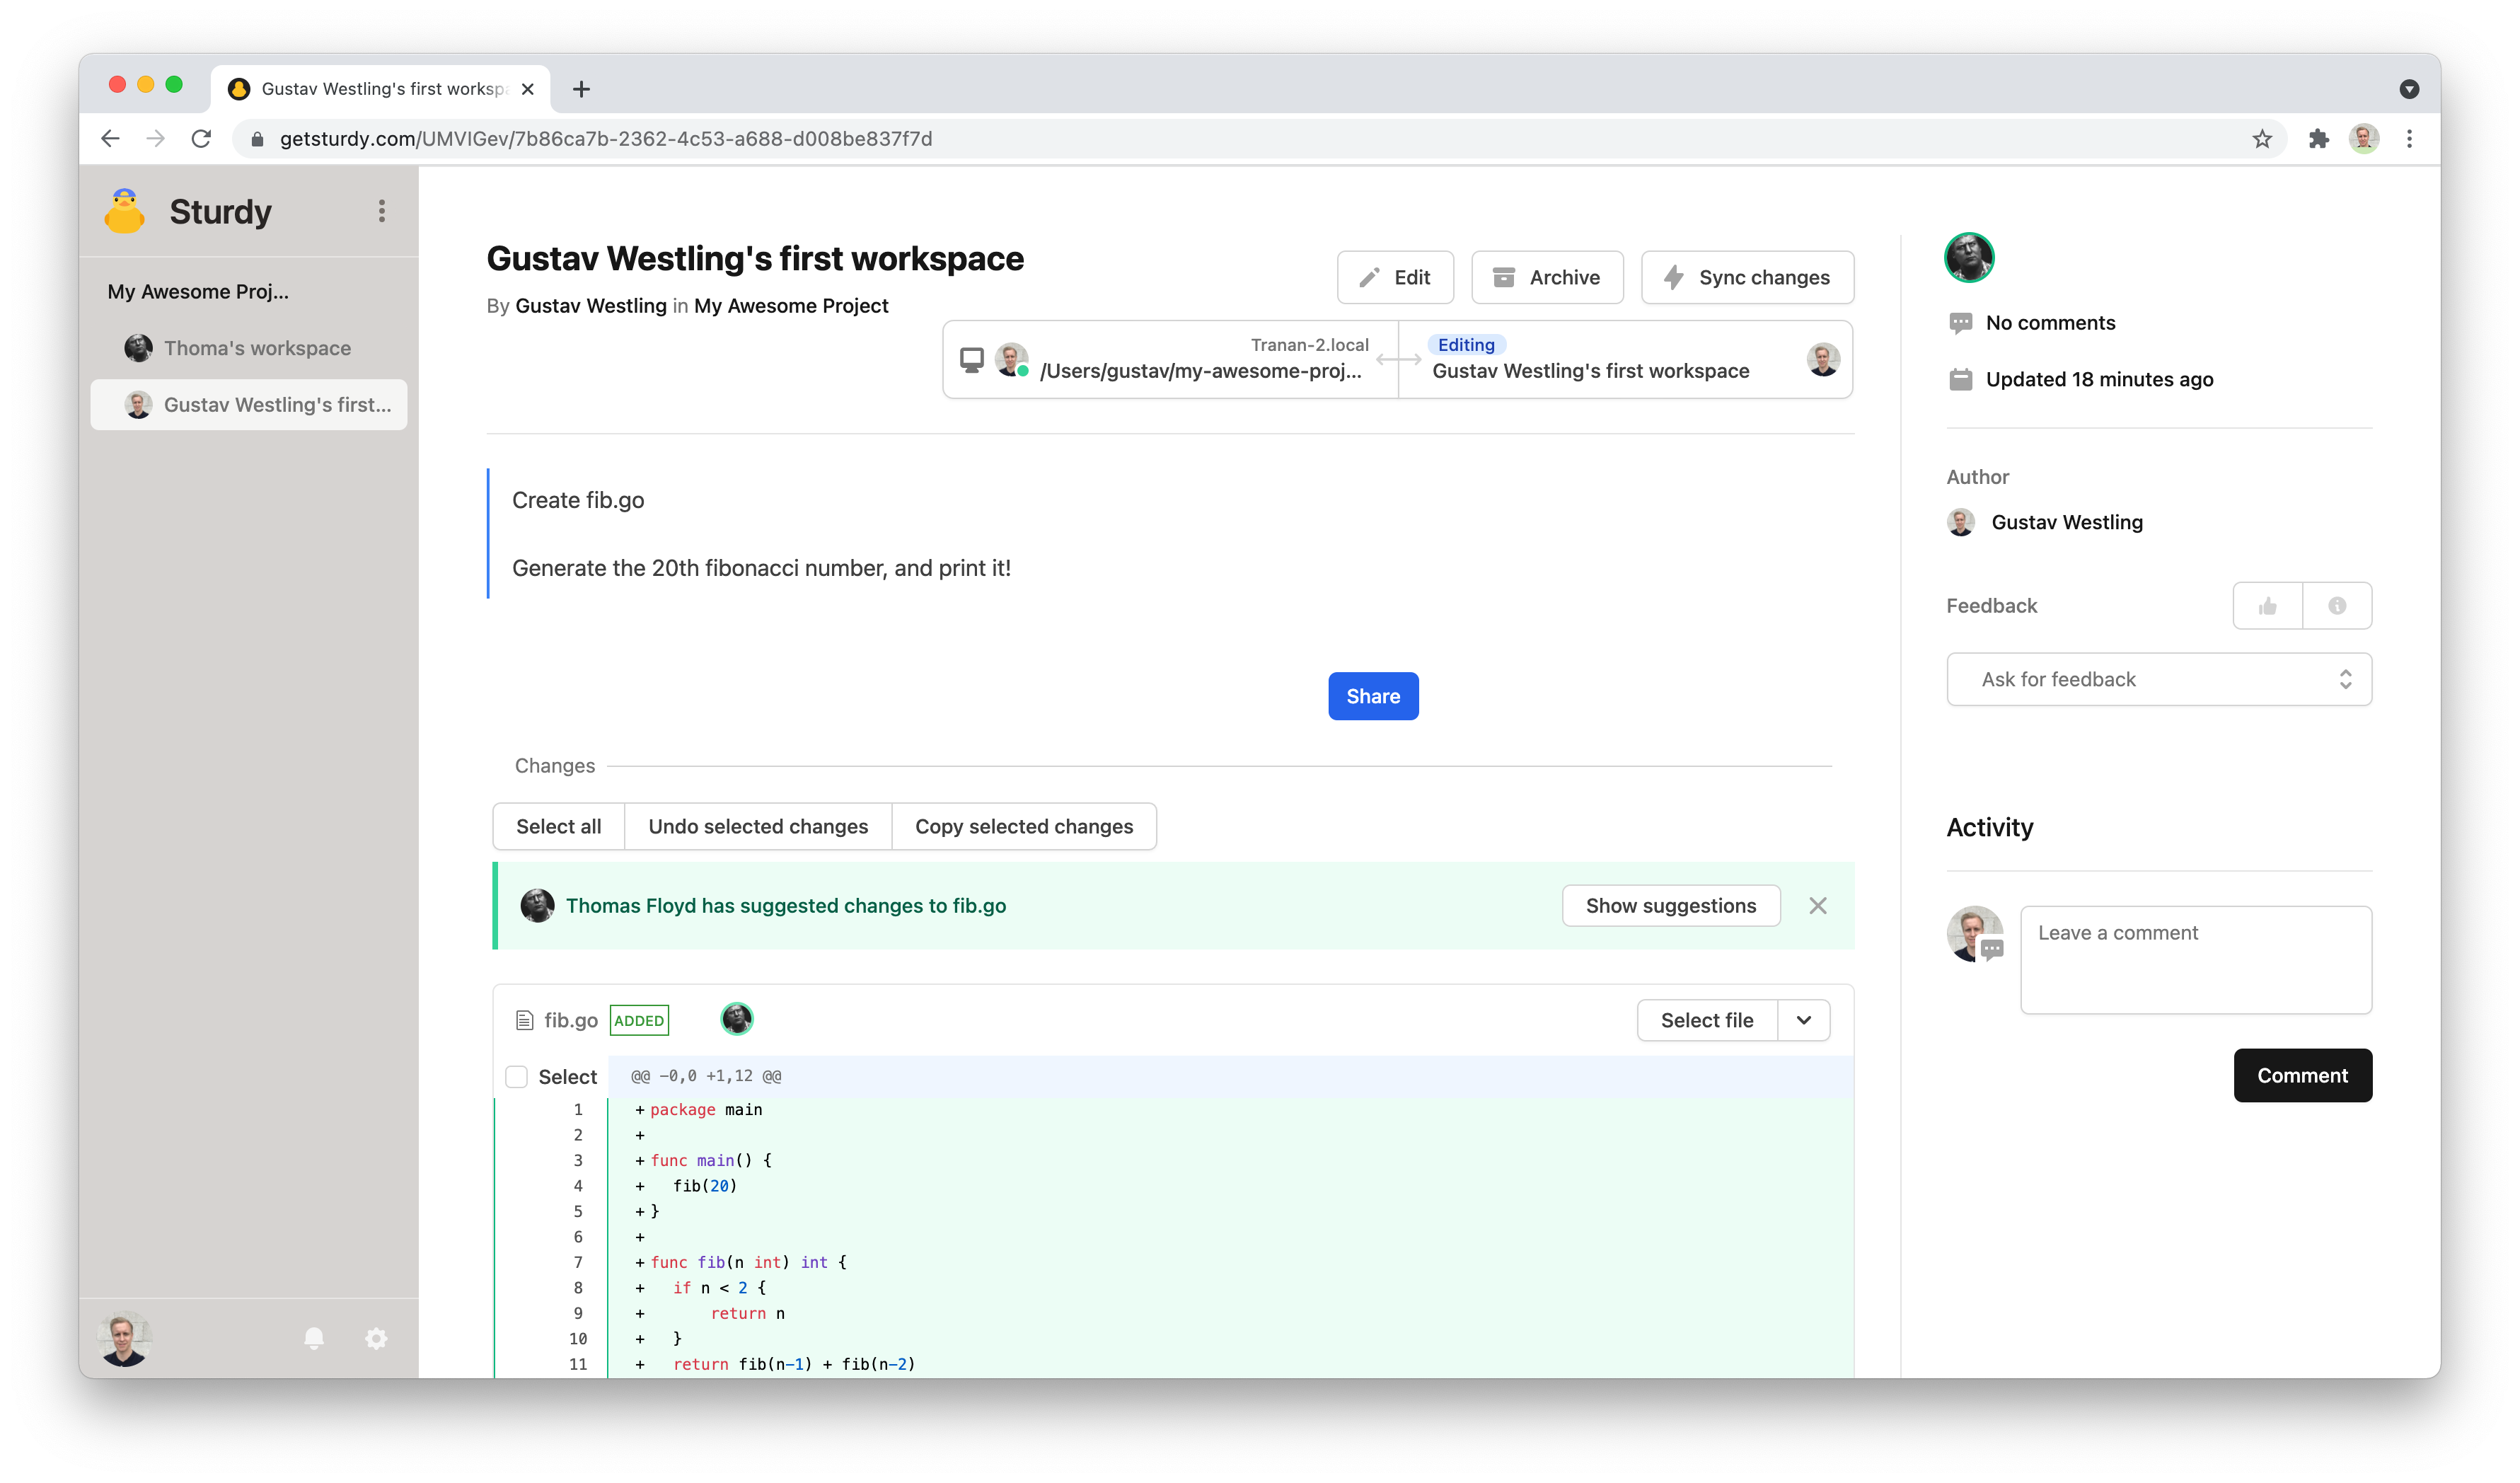 Gustav Westling's first workspa
getsturdy.com/UMVIGev/7b86ca7b-2362-4c53-a688-d008be837f7d
Sturdy
My Awesome Proj...
Thoma's workspace
Gustav Westling's first...
Gustav Westling's first workspace
By Gustav Westling in My Awesome Project
Edit
Archive
Sync changes
Tranan-2.local
/Users/gustav/my-awesome-proj...
Editing
Gustav Westling's first workspace
Create fib.go
Generate the 20th fibonacci number, and print it!
Share
Changes
Select all
Undo selected changes
Copy selected changes
Thomas Floyd has suggested changes to fib.go
Show suggestions
fib.go ADDED
Select file
Select @@ -0,0 +1,12 @@
1 + package main
2 +
3 + func main() {
4 + fib(20)
5 + }
6 +
7 + func fib(n int) int {
8 + if n < 2 {
9 + return n
10 + }
11 + return fib(n-1) + fib(n-2)
No comments
Updated 18 minutes ago
Author
Gustav Westling
Feedback
Ask for feedback
Activity
Leave a comment
Comment